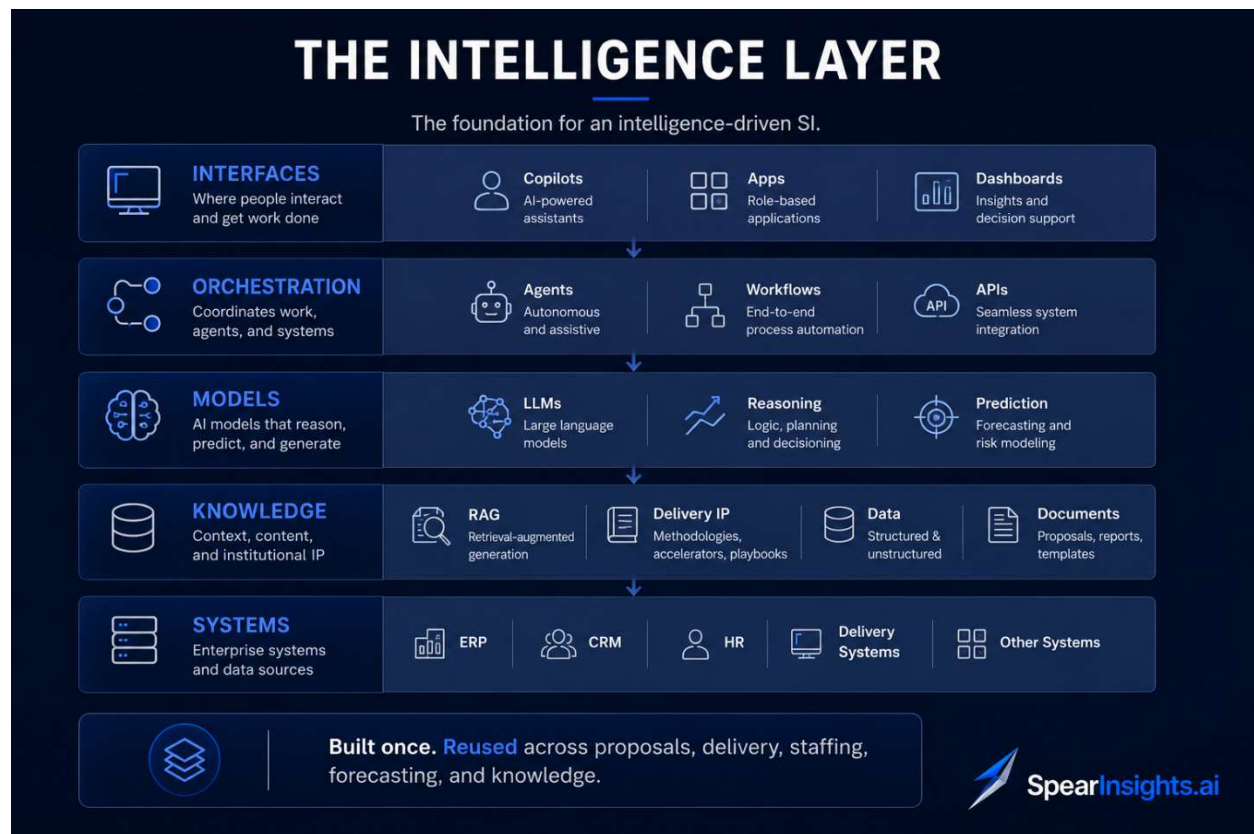 THE INTELLIGENCE LAYER
The foundation for an intelligence-driven SI.
INTERFACES
Where people interact
and get work done
Copilots
AI-powered
assistants
Apps
Role-based
applications
Dashboards
Insights and
decision support
ORCHESTRATION
Coordinates work,
agents, and systems
Agents
Autonomous
and assistive
Workflows
End-to-end
process automation
API
APIs
Seamless system
integration
MODELS
AI models that reason,
predict, and generate
LLMs
Large language
models
Reasoning
Logic, planning
and decisioning
Prediction
Forecasting and
risk modeling
KNOWLEDGE
Context, content,
and institutional IP
RAG
Retrieval-augmented
generation
Delivery IP
Methodologies,
accelerators, playbooks
Data
Structured &
unstructured
Documents
Proposals, reports,
templates
SYSTEMS
Enterprise systems
and data sources
ERP
CRM
HR
Delivery
Systems
Other Systems
Built once. Reused across proposals, delivery, staffing,
forecasting, and knowledge.
SpearInsights.ai